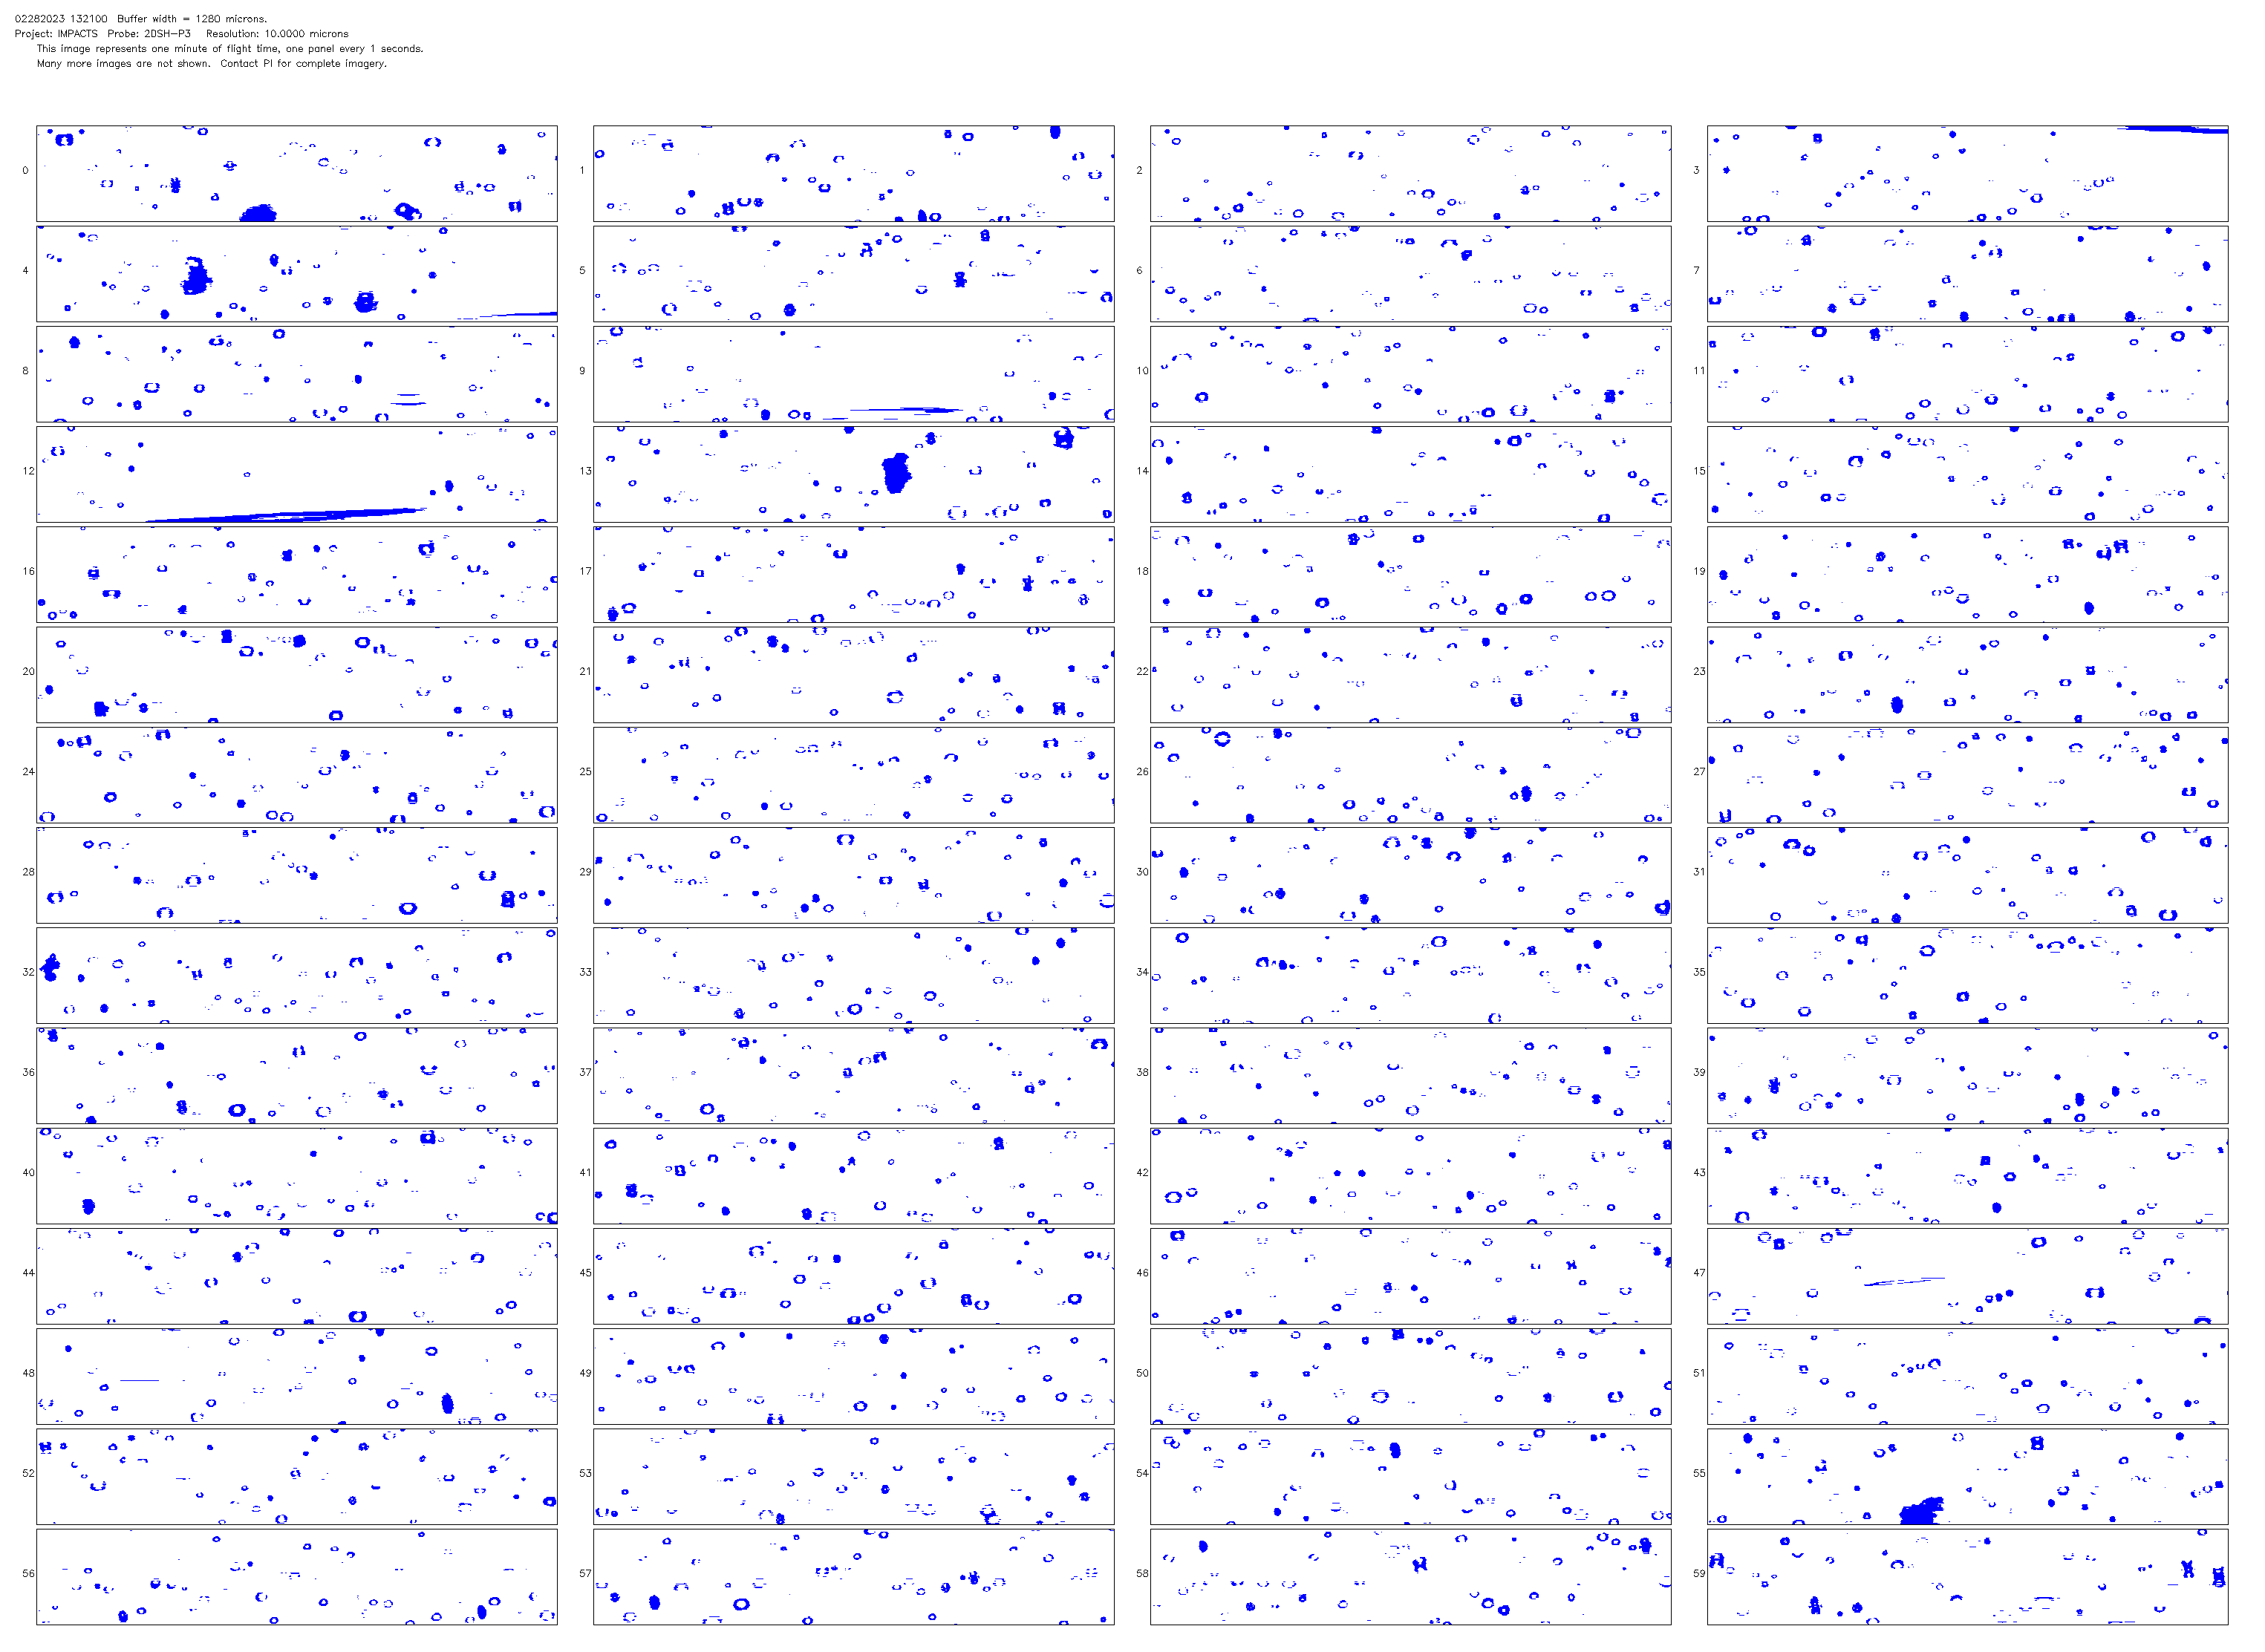 02282023 132100  Buffer width = 1280 microns.
Project: IMPACTS  Probe: 2DSH-P3    Resolution: 10.0000 microns
This image represents one minute of flight time, one panel every 1 seconds.
Many more images are not shown.  Contact PI for complete imagery.
0 1 2 3
4 5 6 7
8 9 10 11
12 13 14 15
16 17 18 19
20 21 22 23
24 25 26 27
28 29 30 31
32 33 34 35
36 37 38 39
40 41 42 43
44 45 46 47
48 49 50 51
52 53 54 55
56 57 58 59